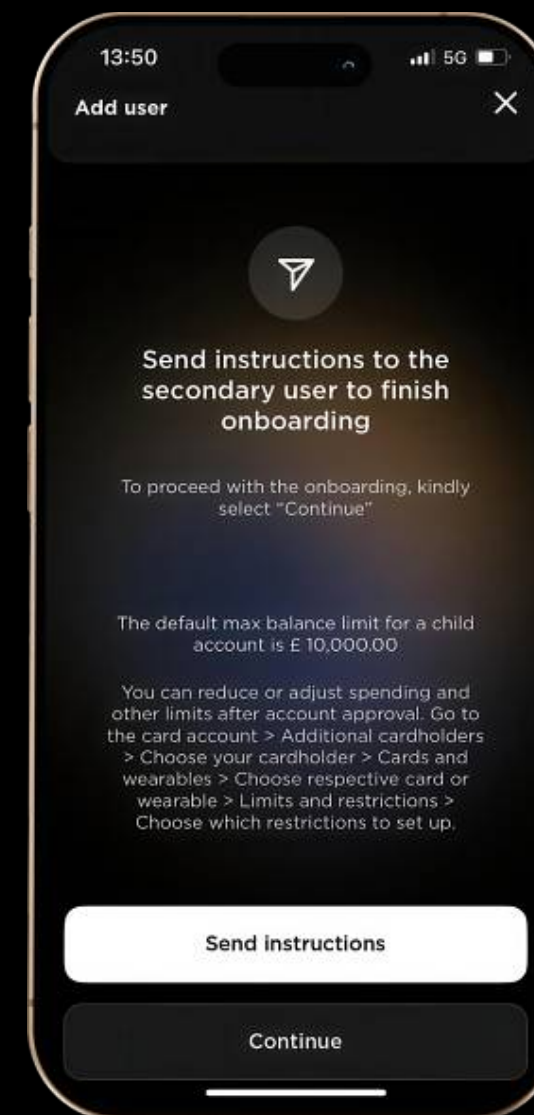 13:50
5G
Add user
Send instructions to the
secondary user to finish
onboarding
To proceed with the onboarding, kindly
select "Continue"
The default max balance limit for a child
account is £ 10,000.00
You can reduce or adjust spending and
other limits after account approval. Go to
the card account > Additional cardholders
> Choose your cardholder > Cards and
wearables > Choose respective card or
wearable > Limits and restrictions >
Choose which restrictions to set up.
Send instructions
Continue